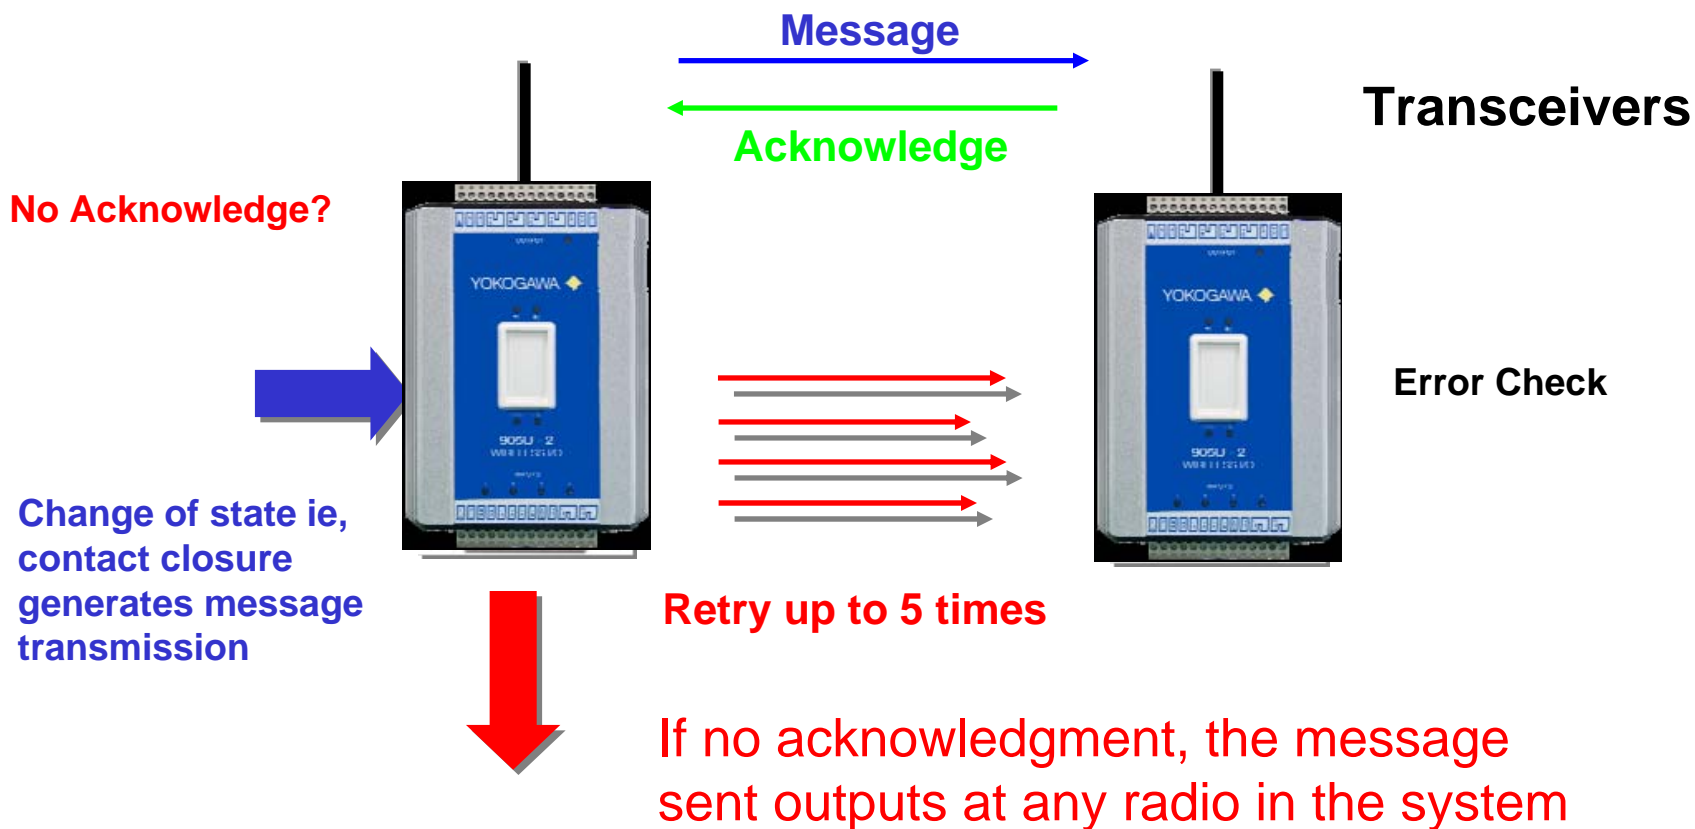 Message
Transceivers
Acknowledge
No Acknowledge?
OUTPUT
OUTPUT
YOKOGAWA
YOKOGAWA
Error Check
905U - 2
905U - 2
Change of state ie,
contact closure
generates message
transmission
Retry up to 5 times
If no acknowledgment, the message
sent outputs at any radio in the system